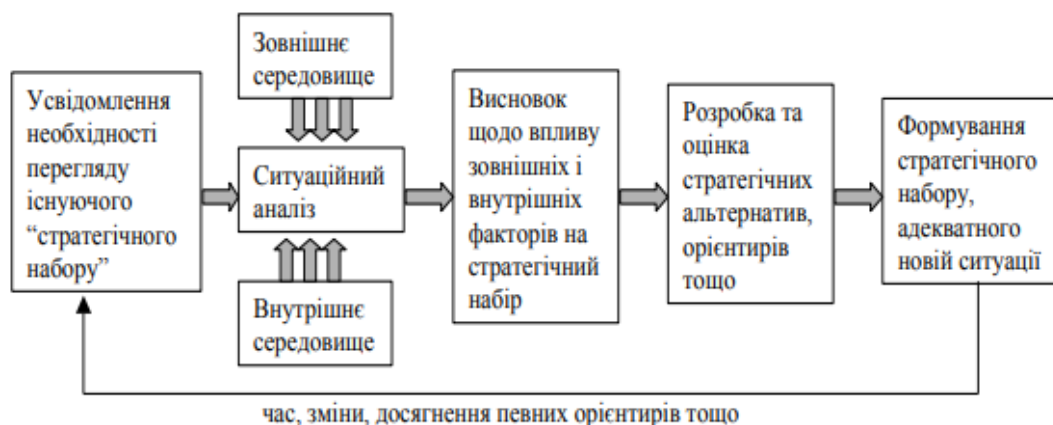 Усвідомлення
необхідності
перегляду
існуючого
“стратегічного
набору”
Зовнішнє
середовище
Ситуаційний
аналіз
Внутрішнє
середовище
Висновок
щодо впливу
зовнішніх і
внутрішніх
факторів на
стратегічний
набір
Розробка та
оцінка
стратегічних
альтернатив,
орієнтирів
тощо
Формування
стратегічного
набору,
адекватного
новій ситуації
час, зміни, досягнення певних орієнтирів тощо